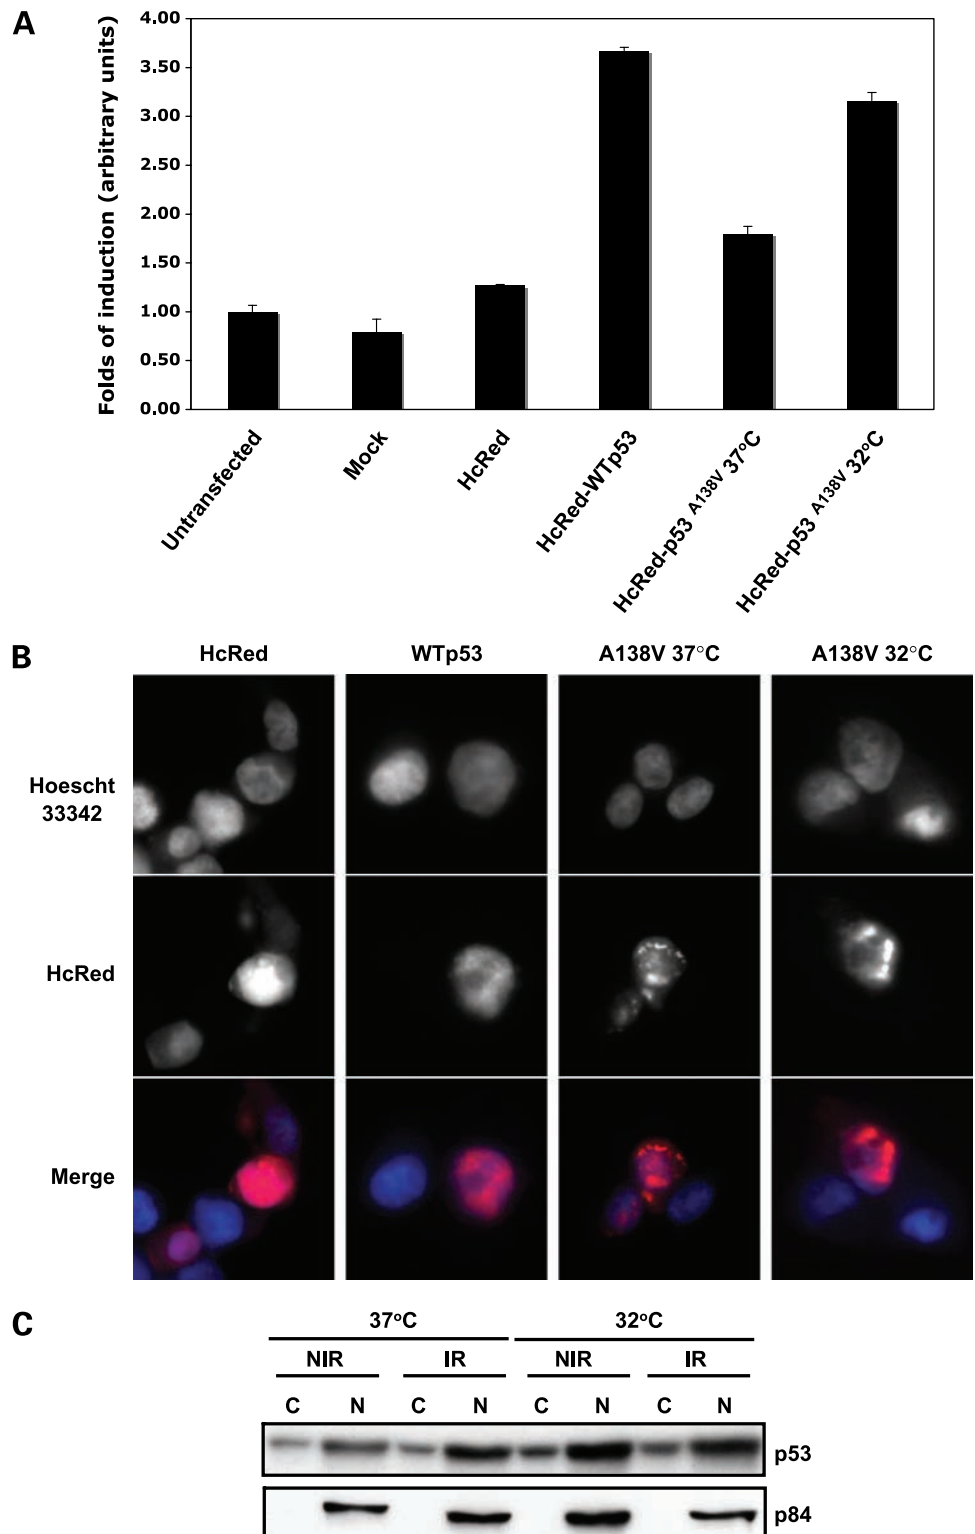 A
Folds of induction (arbitrary units)
4.00
3.50
3.00
2.50
2.00
1.50
1.00
0.50
0.00
Untransfected
Mock
HcRed
HcRed-WTp53
HcRed-p53 A138V 37°C
HcRed-p53 A138V 32°C
B
HcRed WTp53 A138V 37°C A138V 32°C
Hoescht
33342
HcRed
Merge
C
37°C 32°C
NIR IR NIR IR
C N C N C N C N
p53
p84